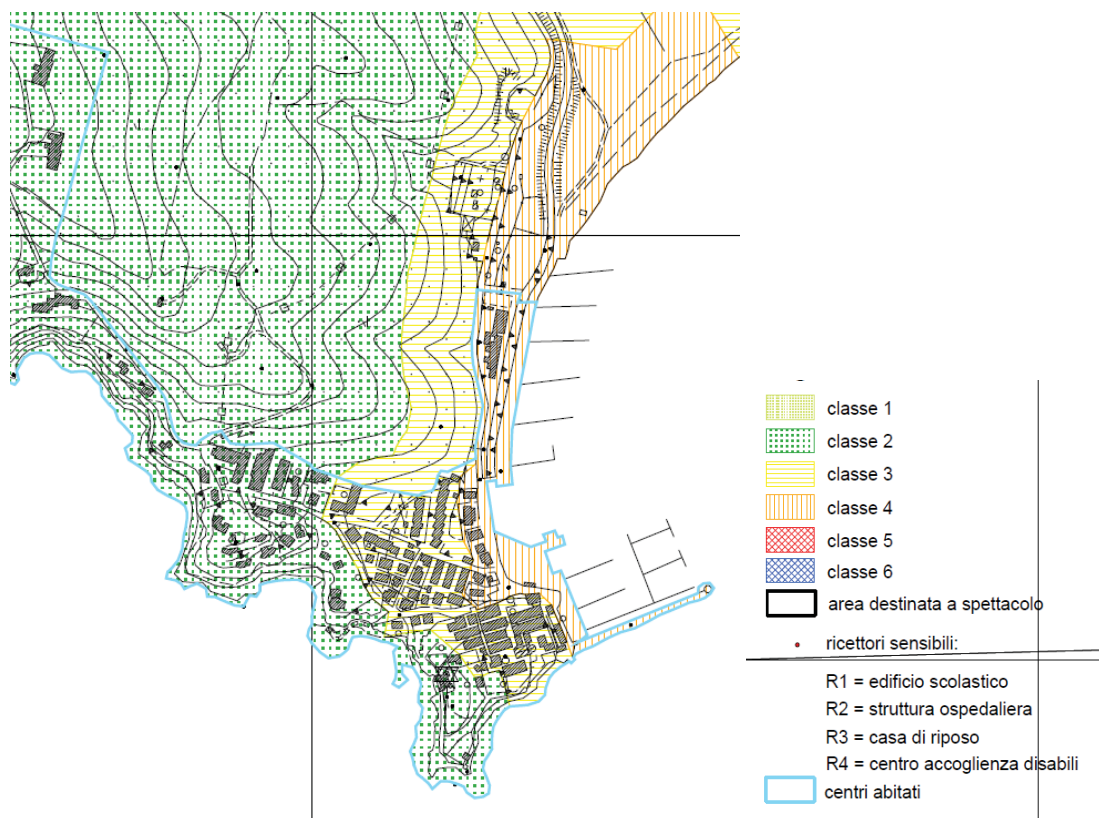 classe 1
classe 2
classe 3
classe 4
classe 5
classe 6
area destinata a spettacolo
ricettori sensibili:
R1 = edificio scolastico
R2 = struttura ospedaliera
R3 = casa di riposo
R4 = centro accoglienza disabili
centri abitati